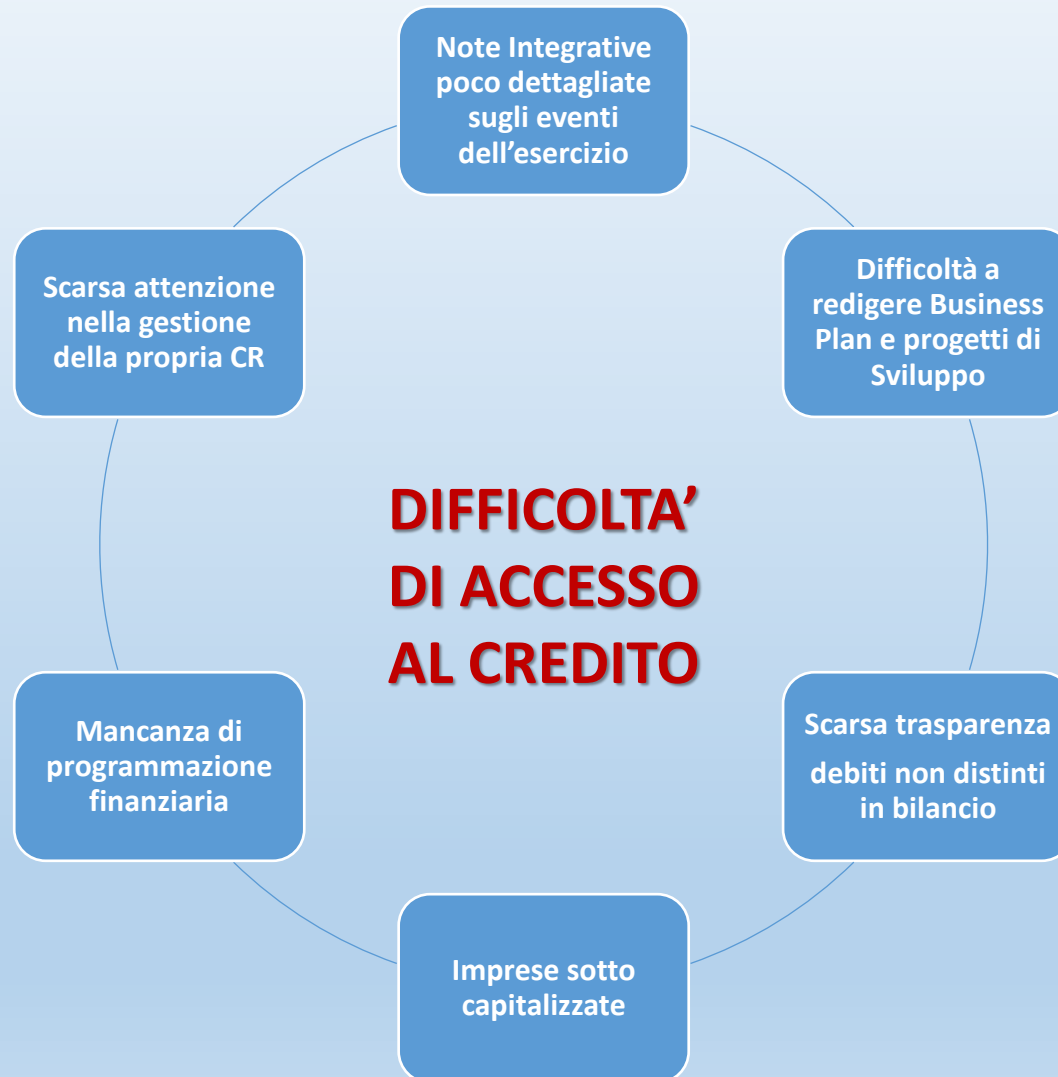 Note Integrative
poco dettagliate
sugli eventi
dell’esercizio
Difficoltà a
redigere Business
Plan e progetti di
Sviluppo
Scarsa trasparenza
debiti non distinti
in bilancio
Imprese sotto
capitalizzate
Mancanza di
programmazione
finanziaria
Scarsa attenzione
nella gestione
della propria CR
DIFFICOLTA’
DI ACCESSO
AL CREDITO